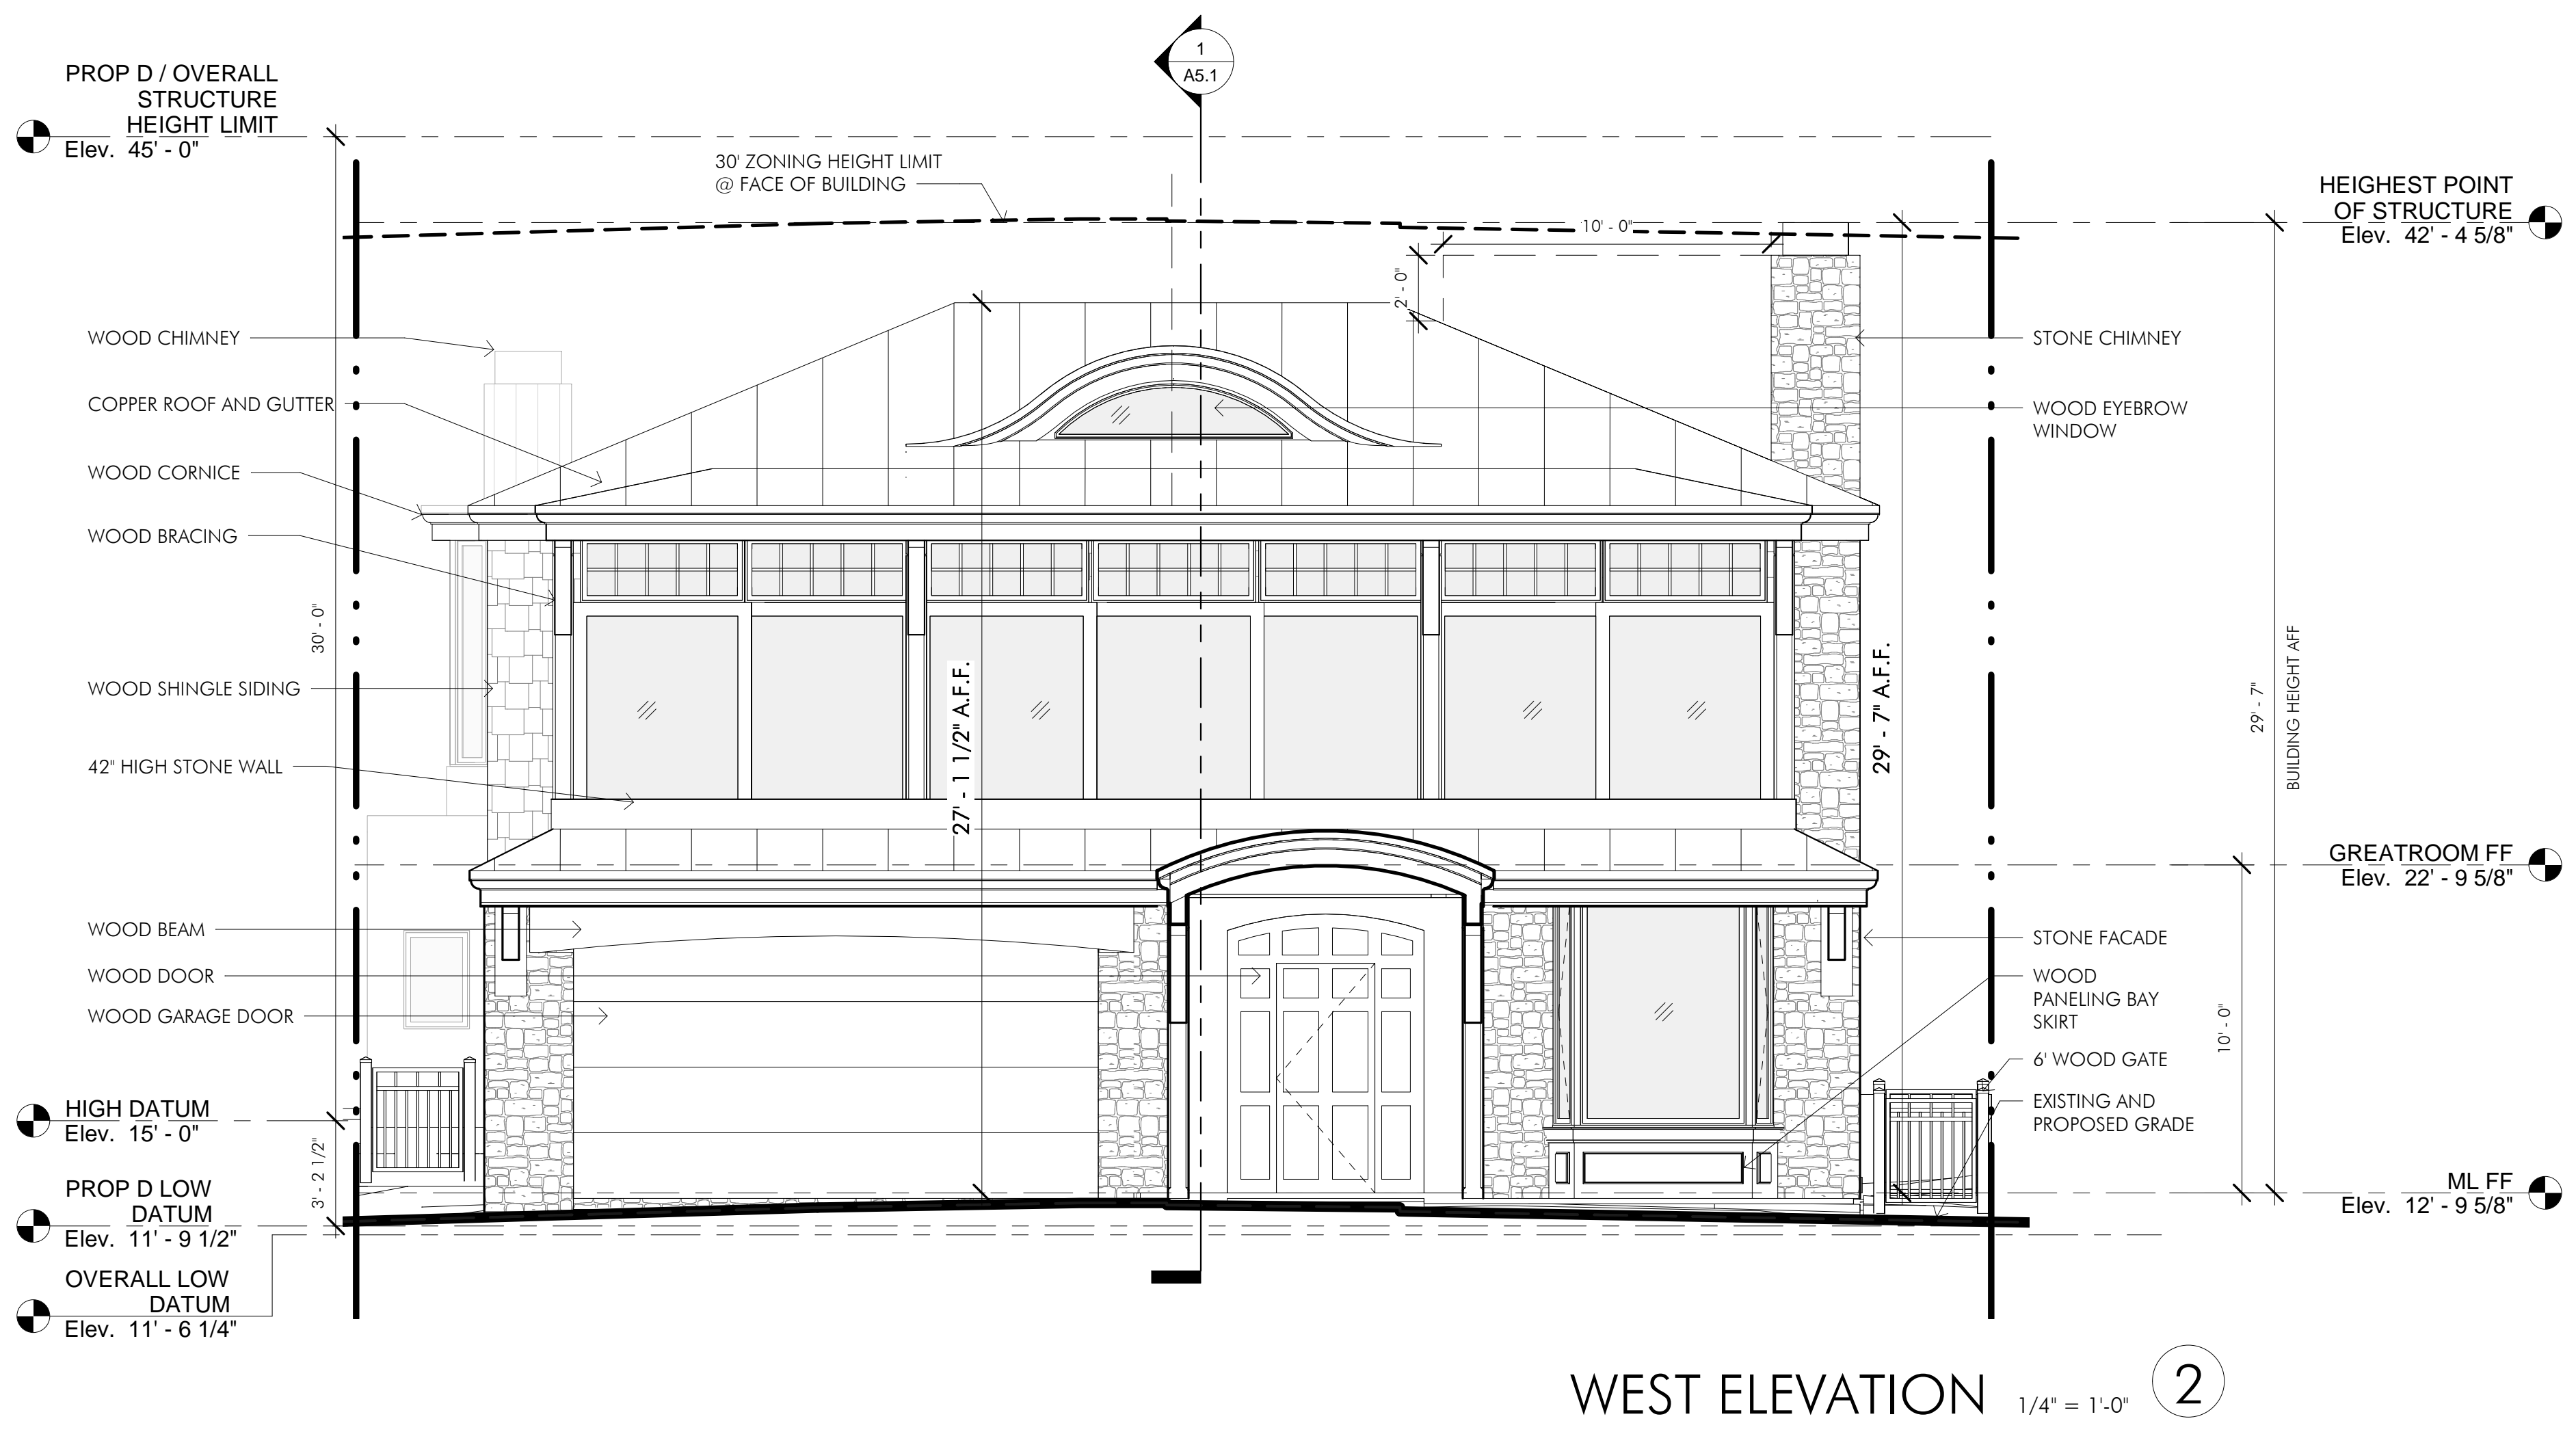 1
A5.1
PROP D / OVERALL
STRUCTURE
HEIGHT LIMIT
Elev. 45' - 0"
30' ZONING HEIGHT LIMIT
@ FACE OF BUILDING
HEIGHEST POINT
OF STRUCTURE
Elev. 42' - 4 5/8"
10' - 0"
2' - 0"
WOOD CHIMNEY
COPPER ROOF AND GUTTER
WOOD CORNICE
WOOD BRACING
30' - 0"
WOOD SHINGLE SIDING
42" HIGH STONE WALL
WOOD BEAM
WOOD DOOR
WOOD GARAGE DOOR
HIGH DATUM
Elev. 15' - 0"
3' - 2 1/2"
PROP D LOW
DATUM
Elev. 11' - 9 1/2"
OVERALL LOW
DATUM
Elev. 11' - 6 1/4"
27' - 1 1/2" A.F.F.
29' - 7" A.F.F.
STONE CHIMNEY
WOOD EYEBROW
WINDOW
29' - 7"
BUILDING HEIGHT AFF
GREATROOM FF
Elev. 22' - 9 5/8"
STONE FACADE
WOOD
PANELING BAY
SKIRT
10' - 0"
6' WOOD GATE
EXISTING AND
PROPOSED GRADE
ML FF
Elev. 12' - 9 5/8"
WEST ELEVATION
1/4" = 1'-0"
2